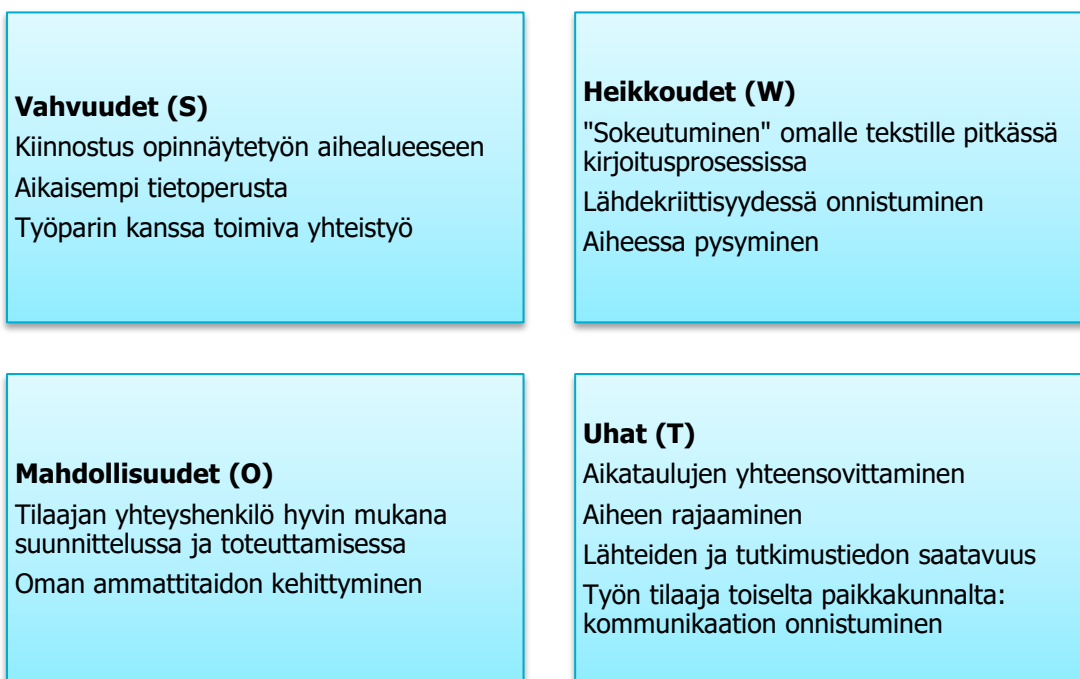 Vahvuudet (S)
Kiinnostus opinnäytetyön aihealueeseen
Aikaisempi tietoperusta
Työparin kanssa toimiva yhteistyö
Heikkoudet (W)
"Sokeutuminen" omalle tekstille pitkässä
kirjoitusprosessissa
Lähdekriittisyydessä onnistuminen
Aiheessa pysyminen
Mahdollisuudet (O)
Tilaajan yhteyshenkilö hyvin mukana
suunnittelussa ja toteuttamisessa
Oman ammattitaidon kehittyminen
Uhat (T)
Aikataulujen yhteensovittaminen
Aiheen rajaaminen
Lähteiden ja tutkimustiedon saatavuus
Työn tilaaja toiselta paikkakunnalta:
kommunikaation onnistuminen